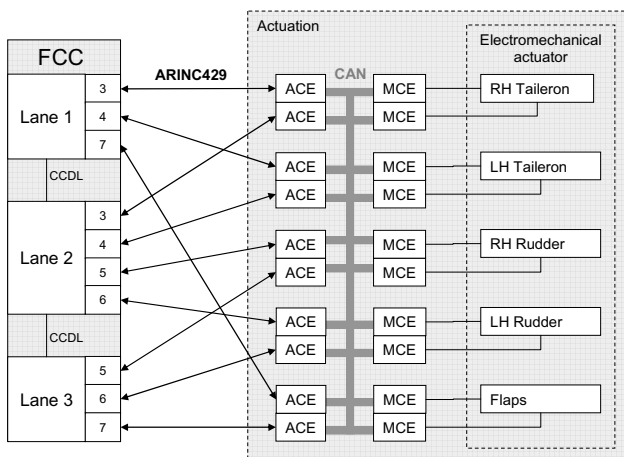 Actuation
FCC
ARINC429
CAN
Electromechanical
actuator
Lane 1
3
4
7
CCDL
Lane 2
3
4
5
6
CCDL
Lane 3
5
6
7
ACE
MCE
RH Taileron
ACE
MCE
ACE
MCE
LH Taileron
ACE
MCE
ACE
MCE
RH Rudder
ACE
MCE
ACE
MCE
LH Rudder
ACE
MCE
ACE
MCE
Flaps
ACE
MCE